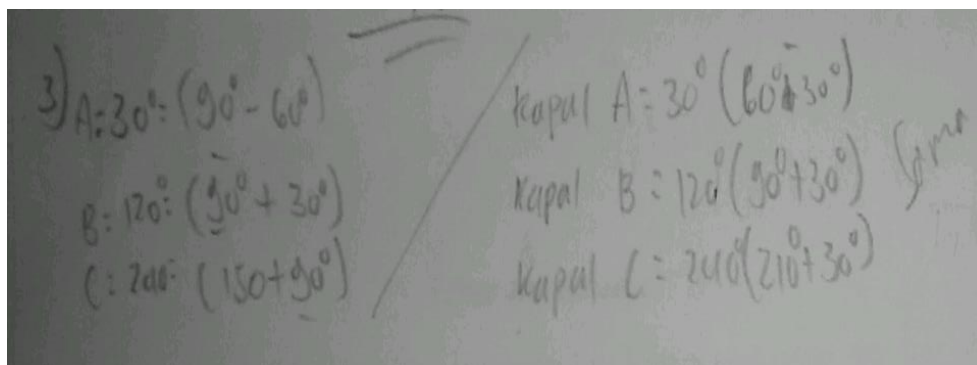 3) A = 30° = (90° - 60°)
B = 120° = (90° + 30°)
C = 240° = (150 + 90°)
Kapal A = 30° (60° 30°)
Kapal B = 120° (90° + 30°)
Kapal C = 240° (210° + 30°)